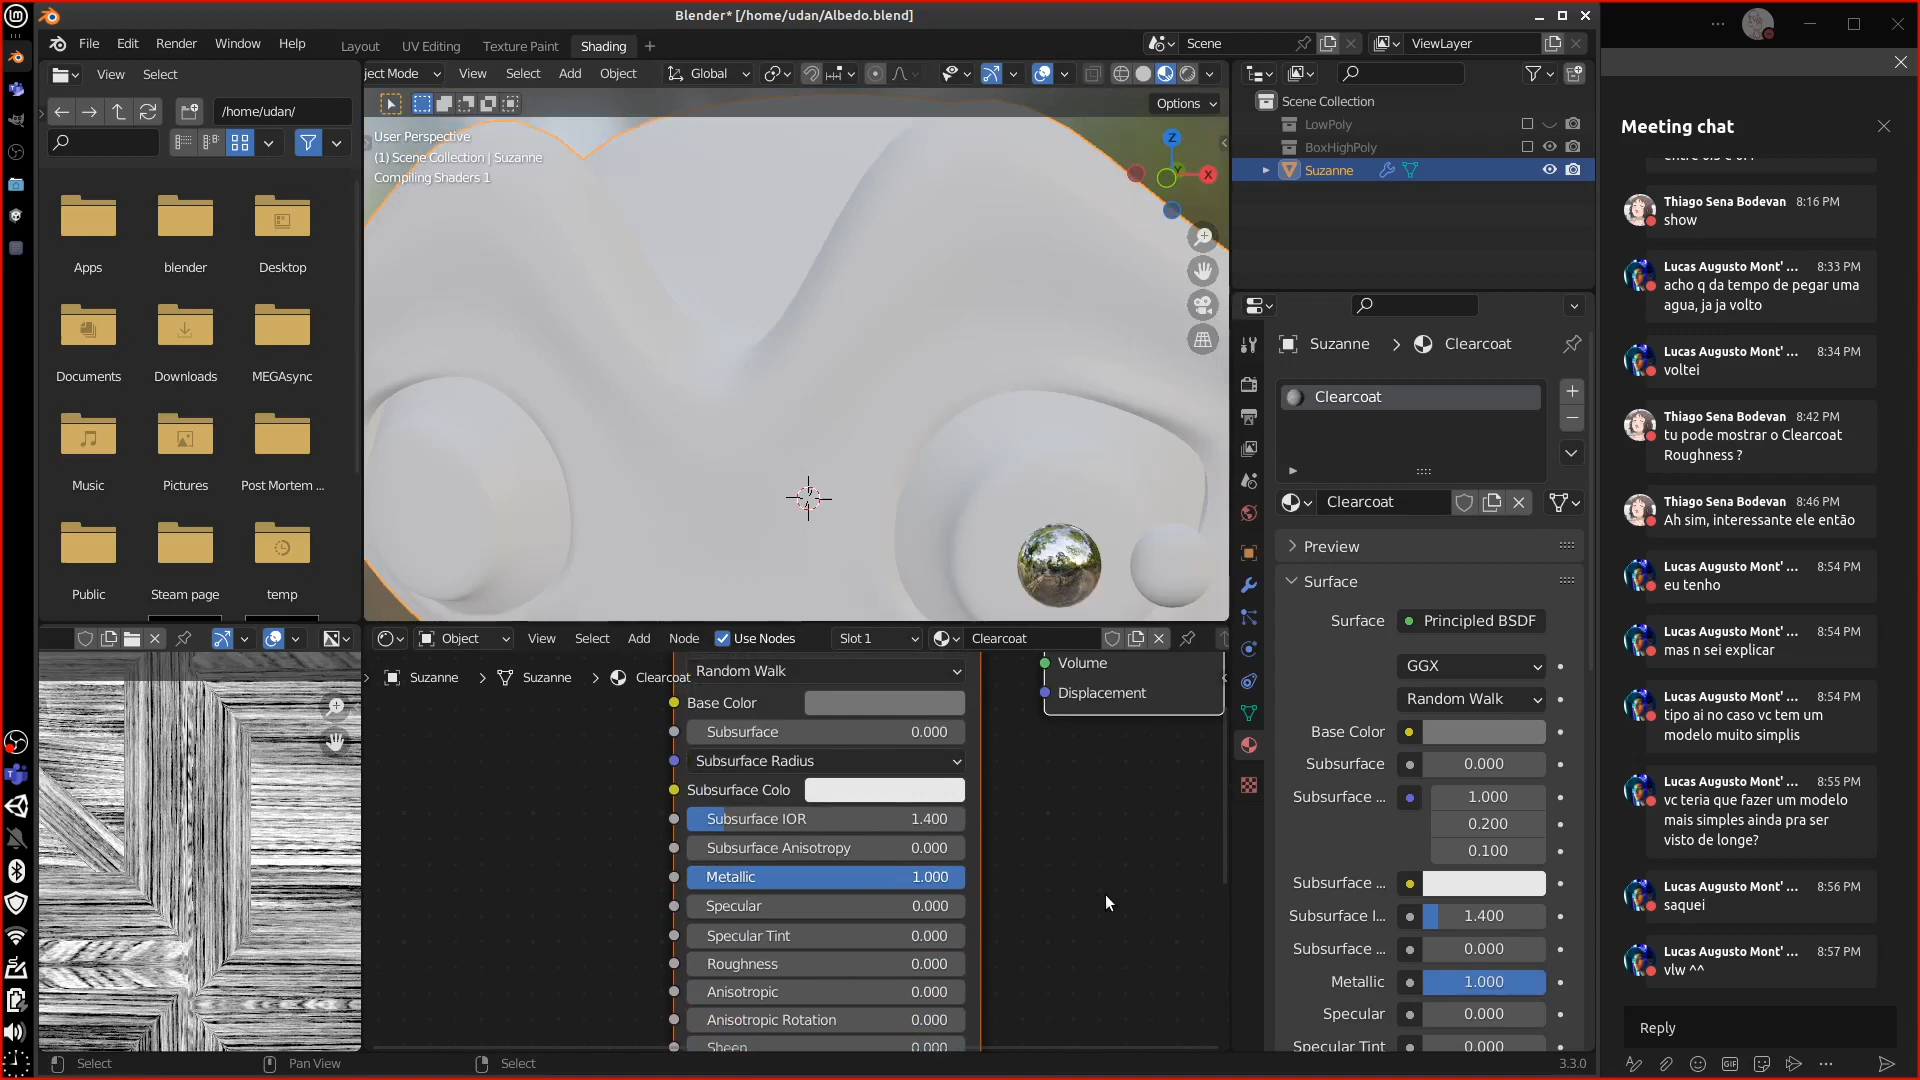 Blender* [/home/udan/Albedo.blend]
File Edit Render Window Help
Layout UV Editing Texture Paint Shading
Scene
ViewLayer
View Select
/home/udan/
ject Mode View Select Add Object Global
Options
User Perspective
(1) Scene Collection | Suzanne
Compiling Shaders 1
Z
X
Apps
blender
Desktop
Documents
Downloads
MEGAsync
Music
Pictures
Post Mortem ...
Public
Steam page
temp
Scene Collection
LowPoly
BoxHighPoly
Suzanne
Suzanne > Clearcoat
Clearcoat
Clearcoat
Preview
Surface
Surface Principled BSDF
GGX
Random Walk
Base Color
Subsurface 0.000
Subsurface ... 1.000
0.200
0.100
Subsurface ...
Subsurface I... 1.400
Subsurface ... 0.000
Metallic 1.000
Specular 0.000
Specular Tint 0.000
Object View Select Add Node Use Nodes Slot 1 Clearcoat
Suzanne > Suzanne > Clearcoat
Random Walk
Base Color
Subsurface 0.000
Subsurface Radius
Subsurface Colo
Subsurface IOR 1.400
Subsurface Anisotropy 0.000
Metallic 1.000
Specular 0.000
Specular Tint 0.000
Roughness 0.000
Anisotropic 0.000
Anisotropic Rotation 0.000
Sheen 0.000
Volume
Displacement
Select Pan View Select
3.3.0
Meeting chat
Thiago Sena Bodevan 8:16 PM
show
Lucas Augusto Mont' ... 8:33 PM
acho q da tempo de pegar uma
agua, ja ja volto
Lucas Augusto Mont' ... 8:34 PM
voltei
Thiago Sena Bodevan 8:42 PM
tu pode mostrar o Clearcoat
Roughness ?
Thiago Sena Bodevan 8:46 PM
Ah sim, interessante ele então
Lucas Augusto Mont' ... 8:54 PM
eu tenho
Lucas Augusto Mont' ... 8:54 PM
mas n sei explicar
Lucas Augusto Mont' ... 8:54 PM
tipo ai no caso vc tem um
modelo muito simplis
Lucas Augusto Mont' ... 8:55 PM
vc teria que fazer um modelo
mais simples ainda pra ser
visto de longe?
Lucas Augusto Mont' ... 8:56 PM
saquei
Lucas Augusto Mont' ... 8:57 PM
vlw ^^
Reply
GIF